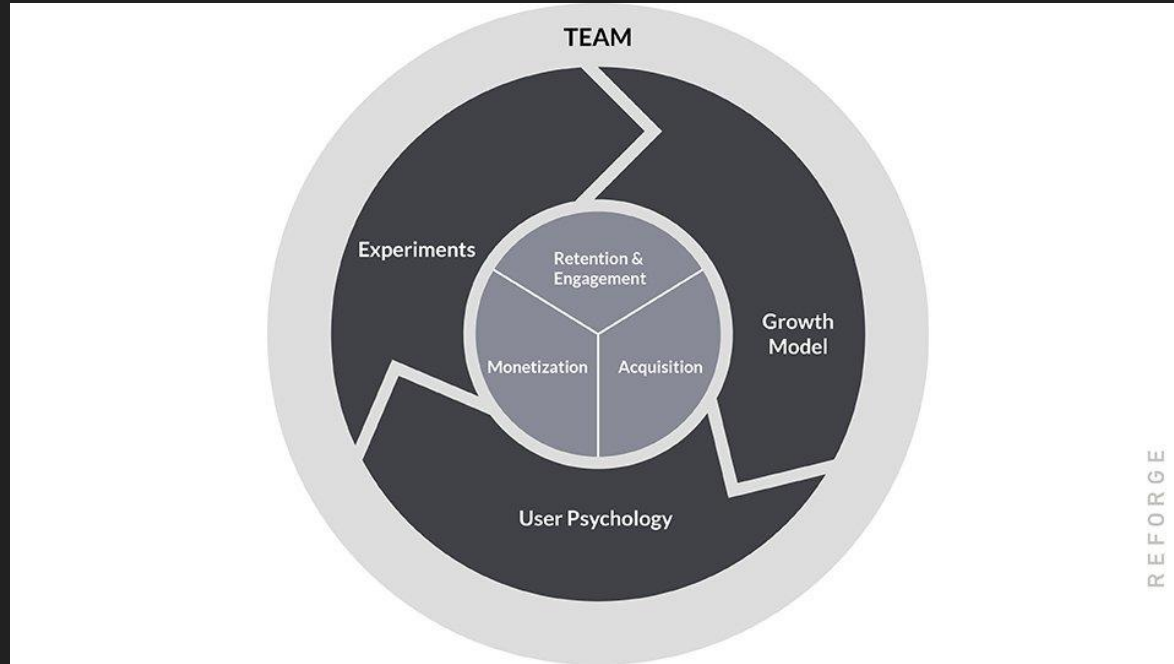 TEAM
Experiments
Retention &
Engagement
Growth
Model
Monetization
Acquisition
User Psychology
REFORGE